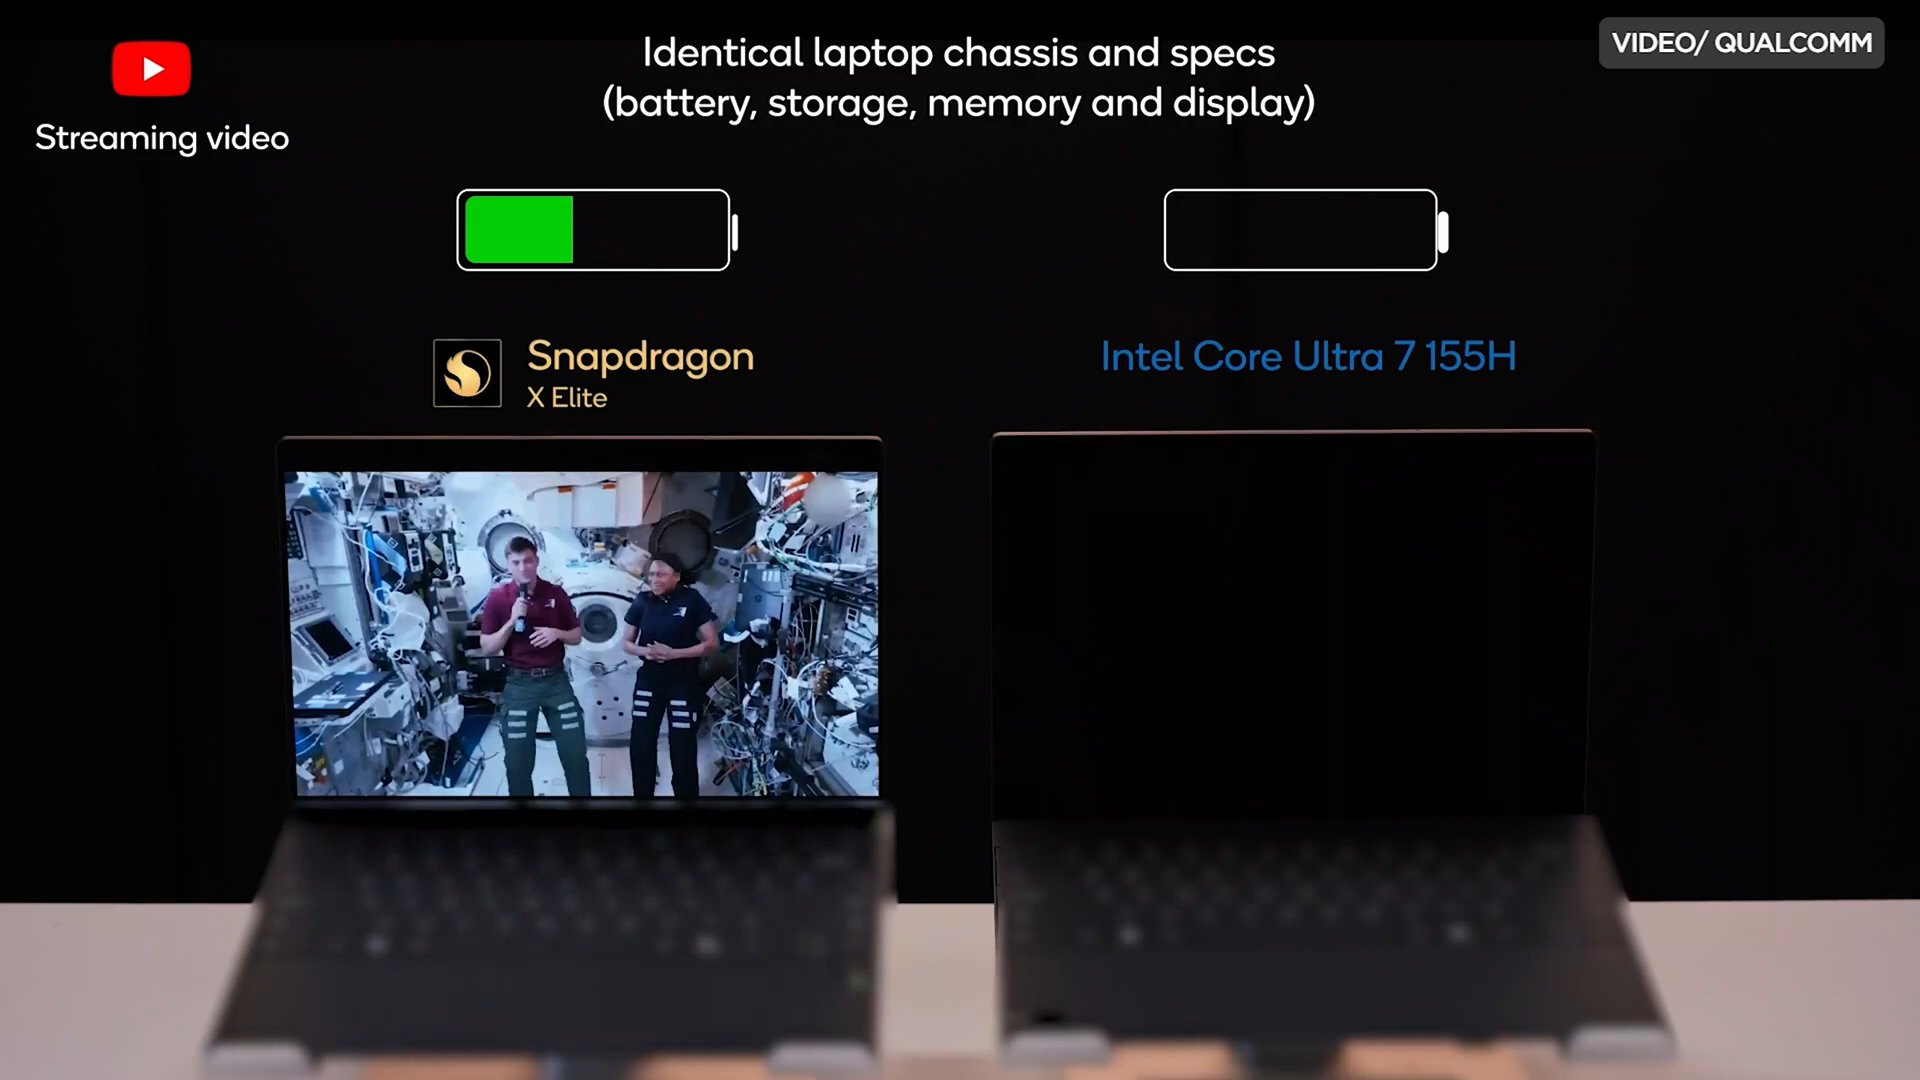 VIDEO/ QUALCOMM
Identical laptop chassis and specs
(battery, storage, memory and display)
Streaming video
Snapdragon
X Elite
Intel Core Ultra 7 155H